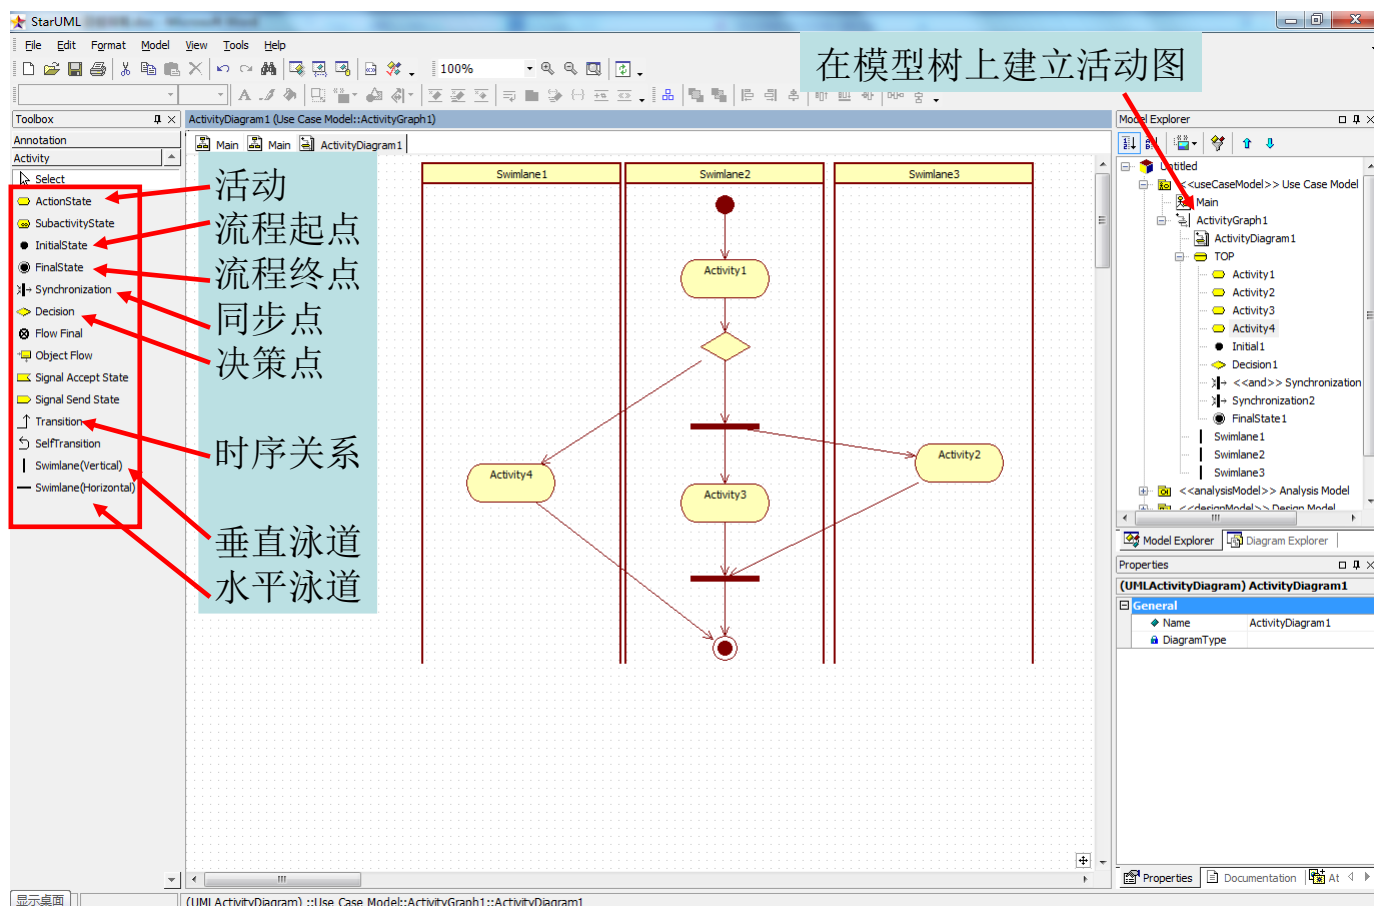 StarUML
File Edit Format Model View Tools Help
100%
在模型树上建立活动图
Toolbox
Annotation
Activity
Select
ActionState
SubactivityState
InitialState
FinalState
Synchronization
Decision
Flow Final
Object Flow
Signal Accept State
Signal Send State
Transition
SelfTransition
Swimlane(Vertical)
Swimlane(Horizontal)
活动
流程起点
流程终点
同步点
决策点
时序关系
垂直泳道
水平泳道
ActivityDiagram1 (Use Case Model::ActivityGraph1)
Main Main ActivityDiagram1
Swimlane1 Swimlane2 Swimlane3
Activity1
Activity2
Activity4
Activity3
Model Explorer
Untitled
<<useCaseModel>> Use Case Model
Main
ActivityGraph1
ActivityDiagram1
TOP
Activity1
Activity2
Activity3
Activity4
Initial1
Decision1
<<and>> Synchronization
Synchronization2
FinalState1
Swimlane1
Swimlane2
Swimlane3
<<analysisModel>> Analysis Model
<<designModel>> Design Model
Model Explorer Diagram Explorer
Properties
(UMLActivityDiagram) ActivityDiagram1
General
Name ActivityDiagram1
DiagramType
Properties Documentation At
显示桌面
(UMLActivityDiagram) ::Use Case Model::ActivityGraph1::ActivityDiagram1